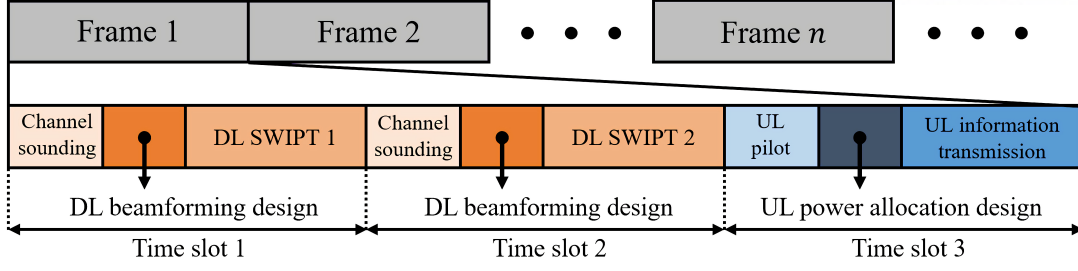 Frame 1
Frame 2
Frame n
Channel sounding
DL SWIPT 1
Channel sounding
DL SWIPT 2
UL pilot
UL information transmission
DL beamforming design
DL beamforming design
UL power allocation design
Time slot 1
Time slot 2
Time slot 3